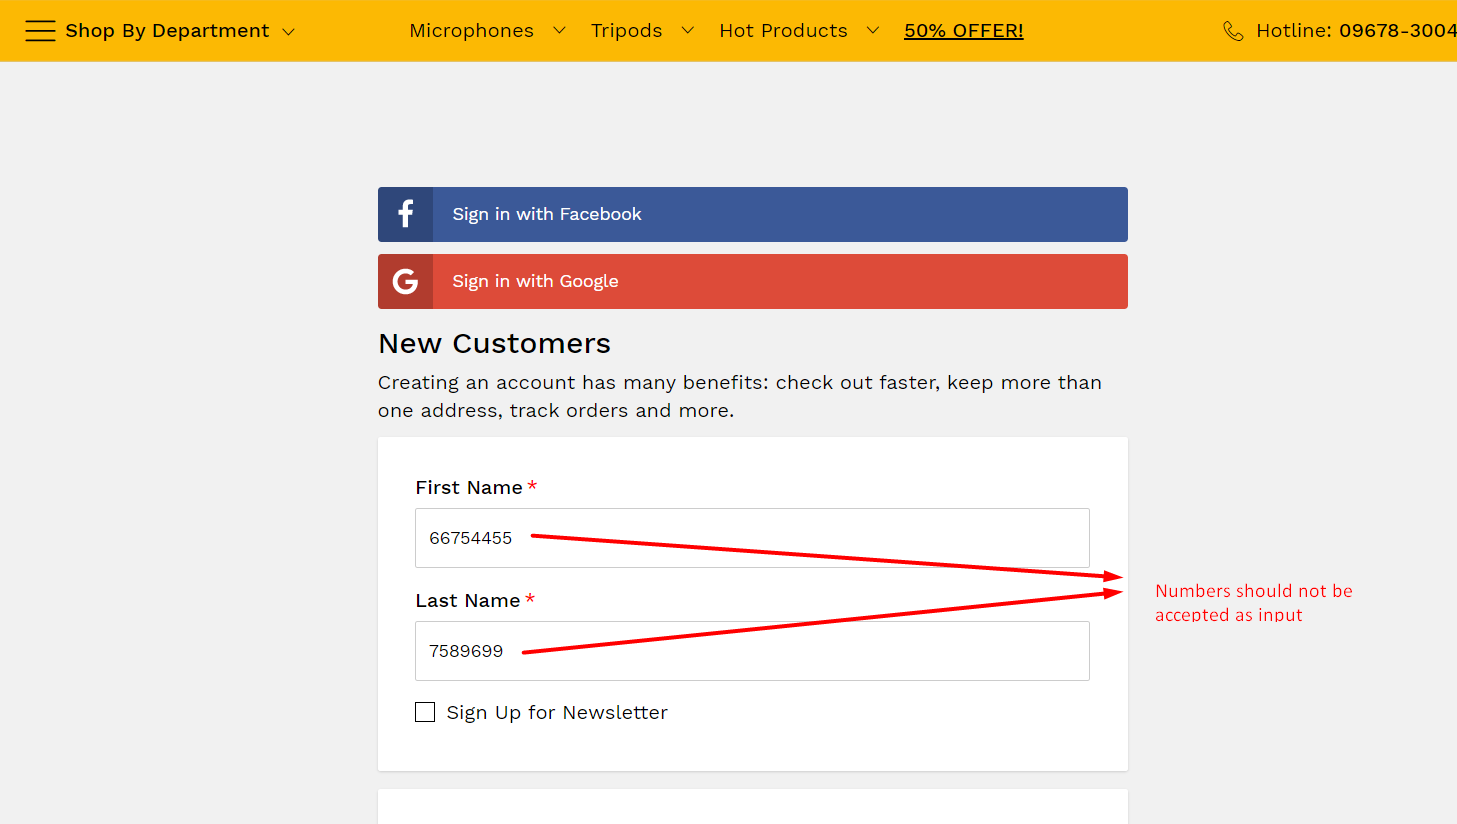 Shop By Department
Microphones
Tripods
Hot Products
50% OFFER!
Hotline: 09678-3004
Sign in with Facebook
Sign in with Google
New Customers
Creating an account has many benefits: check out faster, keep more than
one address, track orders and more.
First Name *
66754455
Numbers should not be
accepted as input
Last Name *
7589699
Sign Up for Newsletter